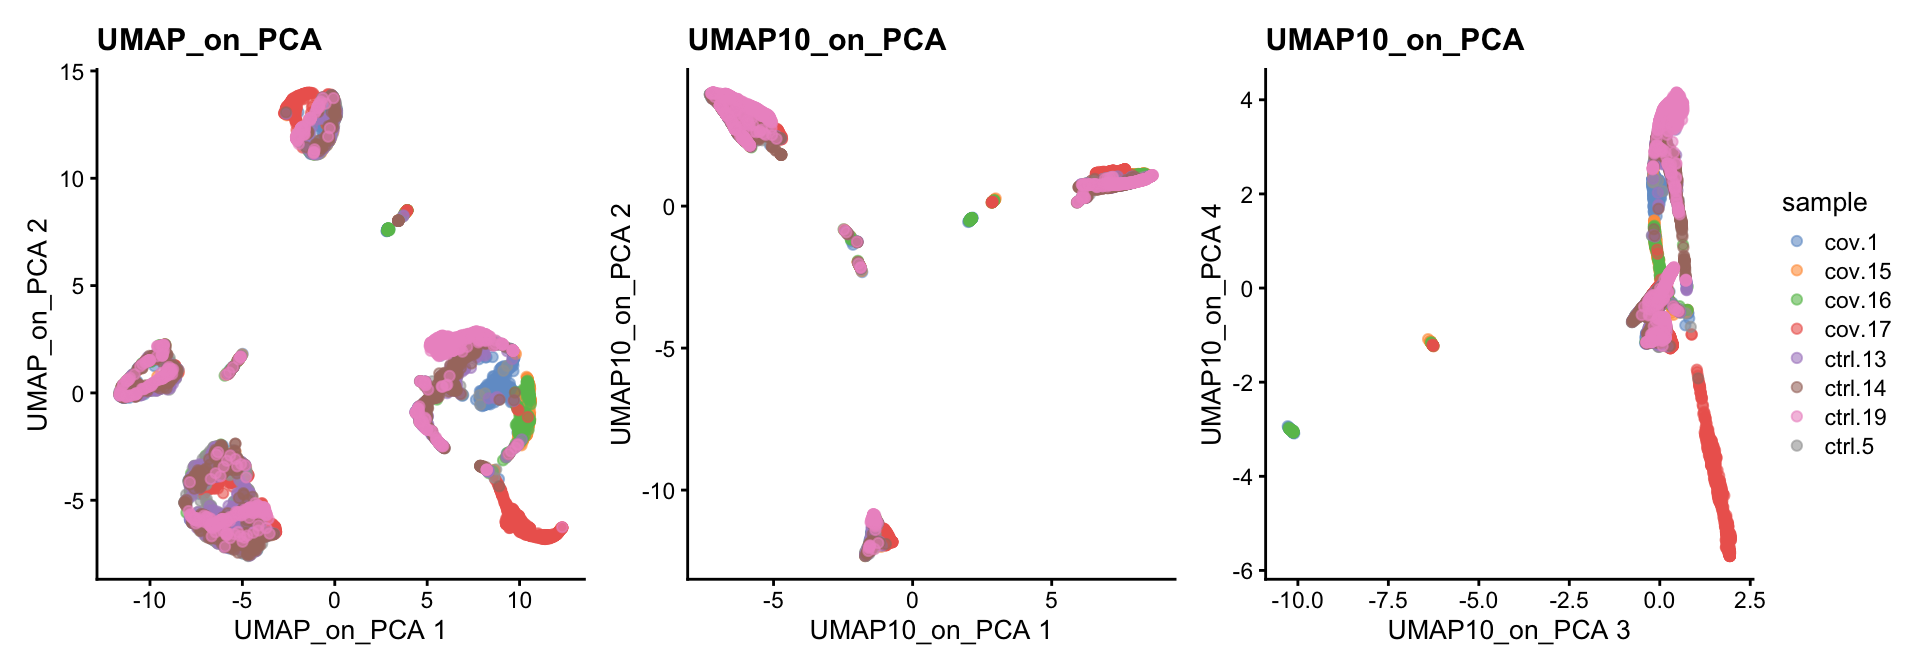 UMAP_on_PCA
15
10
5
0
-5
-10
-5
0
5
10
UMAP_on_PCA 1
UMAP_on_PCA 2
UMAP10_on_PCA
0
-5
-10
-5
0
5
UMAP10_on_PCA 1
UMAP10_on_PCA 2
UMAP10_on_PCA
4
2
0
-2
-4
-6
-10.0
-7.5
-5.0
-2.5
0.0
2.5
UMAP10_on_PCA 3
UMAP10_on_PCA 4
sample
cov.1
cov.15
cov.16
cov.17
ctrl.13
ctrl.14
ctrl.19
ctrl.5